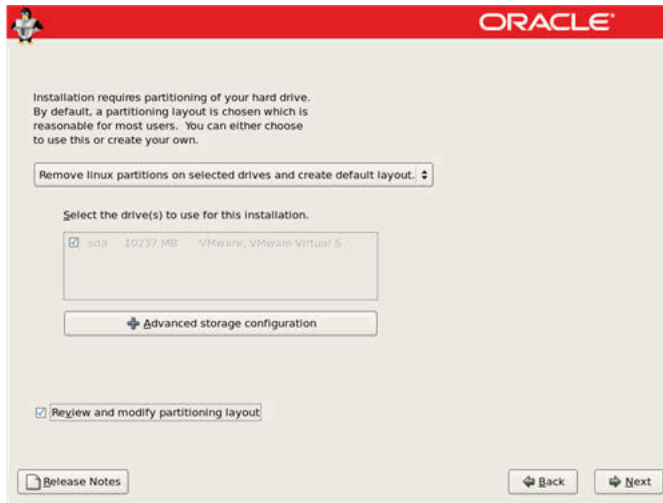 ORACLE
Installation requires partitioning of your hard drive.
By default, a partitioning layout is chosen which is
reasonable for most users. You can either choose
to use this or create your own.
Remove linux partitions on selected drives and create default layout.
Select the drive(s) to use for this installation.
sda 10237 MB VMware, VMware Virtual S
Advanced storage configuration
Review and modify partitioning layout
Release Notes
Back
Next